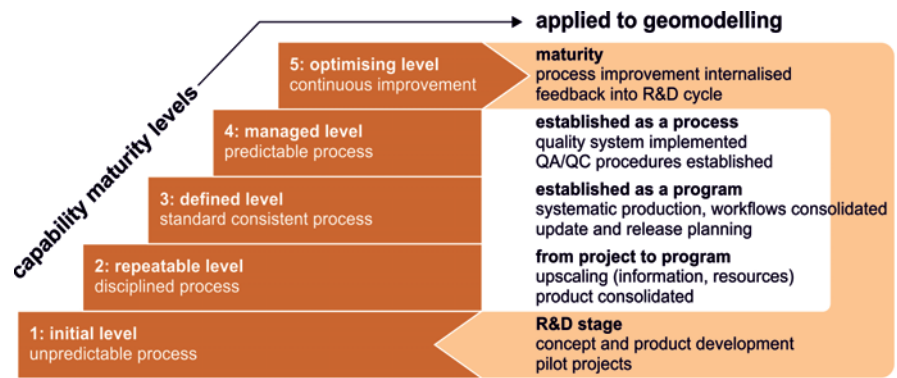 capability maturity levels
applied to geomodelling
5: optimising level
continuous improvement
maturity
process improvement internalised
feedback into R&D cycle
4: managed level
predictable process
established as a process
quality system implemented
QA/QC procedures established
3: defined level
standard consistent process
established as a program
systematic production, workflows consolidated
update and release planning
2: repeatable level
disciplined process
from project to program
upscaling (information, resources)
product consolidated
1: initial level
unpredictable process
R&D stage
concept and product development
pilot projects